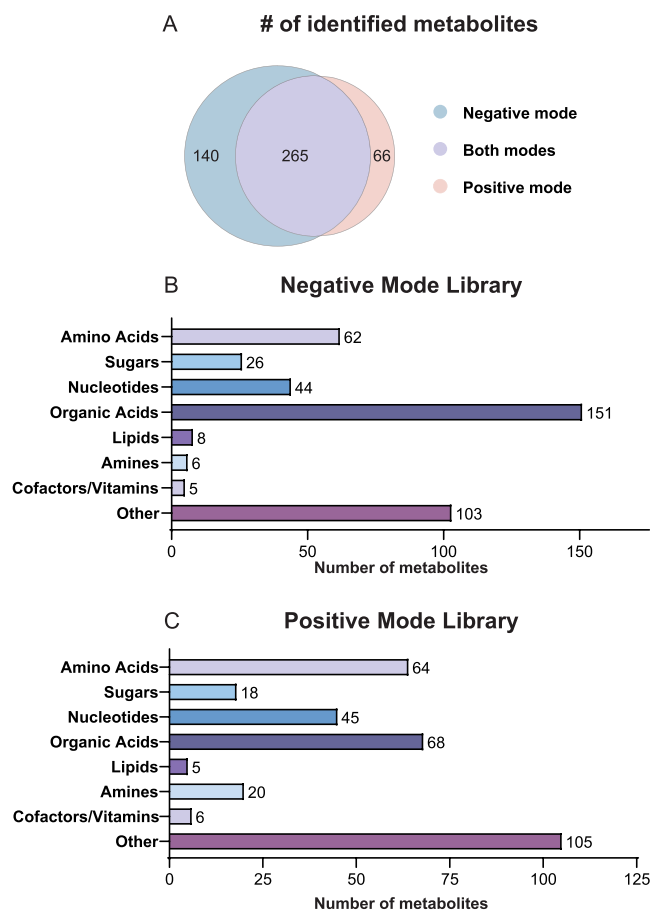 A # of identified metabolites
140 265 66
Negative mode
Both modes
Positive mode
B Negative Mode Library
Amino Acids 62
Sugars 26
Nucleotides 44
Organic Acids 151
Lipids 8
Amines 6
Cofactors/Vitamins 5
Other 103
0 50 100 150
Number of metabolites
C Positive Mode Library
Amino Acids 64
Sugars 18
Nucleotides 45
Organic Acids 68
Lipids 5
Amines 20
Cofactors/Vitamins 6
Other 105
0 25 50 75 100 125
Number of metabolites